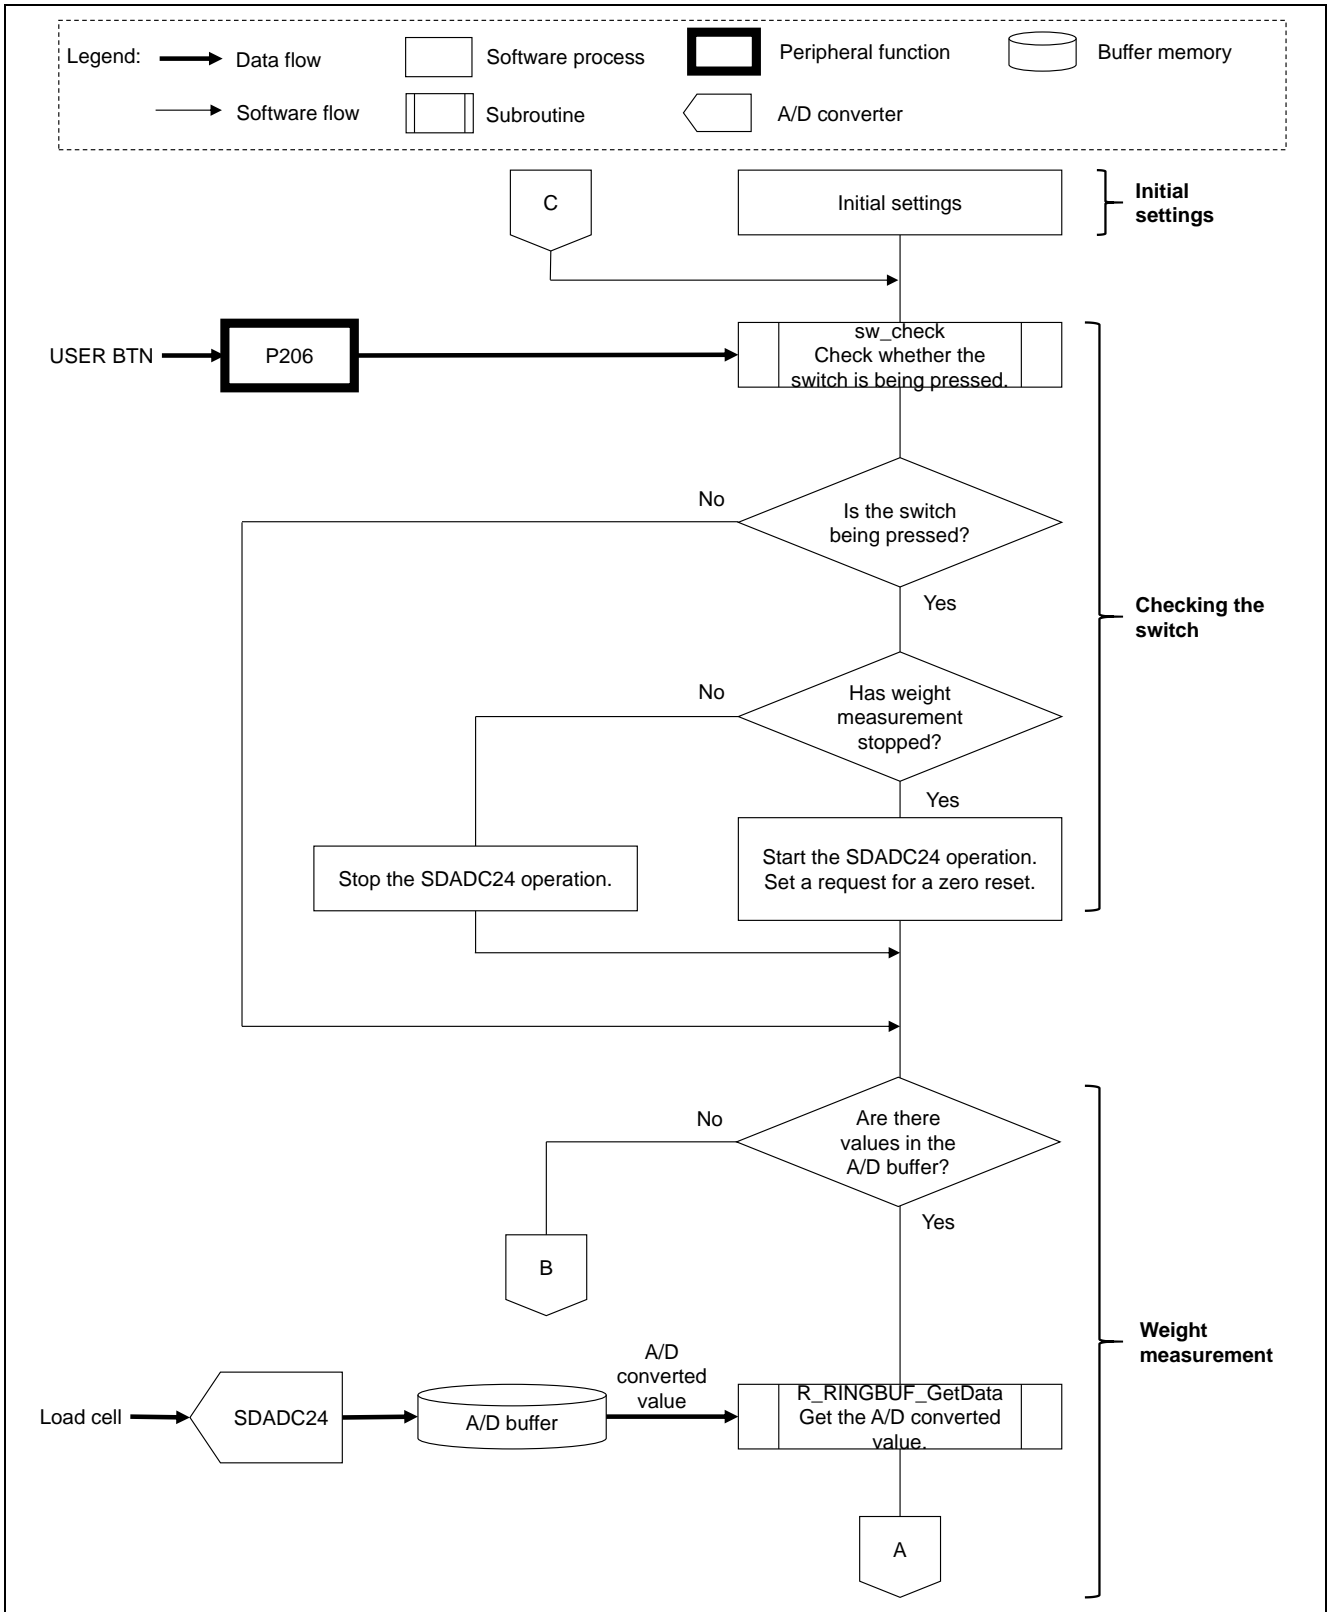 Legend:
Data flow
Software process
Peripheral function
Buffer memory
Software flow
Subroutine
A/D converter
C
Initial settings
Initial
settings
USER BTN
P206
sw_check
Check whether the
switch is being pressed.
No
Is the switch
being pressed?
Yes
Checking the
switch
No
Has weight
measurement
stopped?
Yes
Stop the SDADC24 operation.
Start the SDADC24 operation.
Set a request for a zero reset.
No
Are there
values in the
A/D buffer?
Yes
B
Weight
measurement
Load cell
SDADC24
A/D buffer
A/D
converted
value
R_RINGBUF_GetData
Get the A/D converted
value.
A